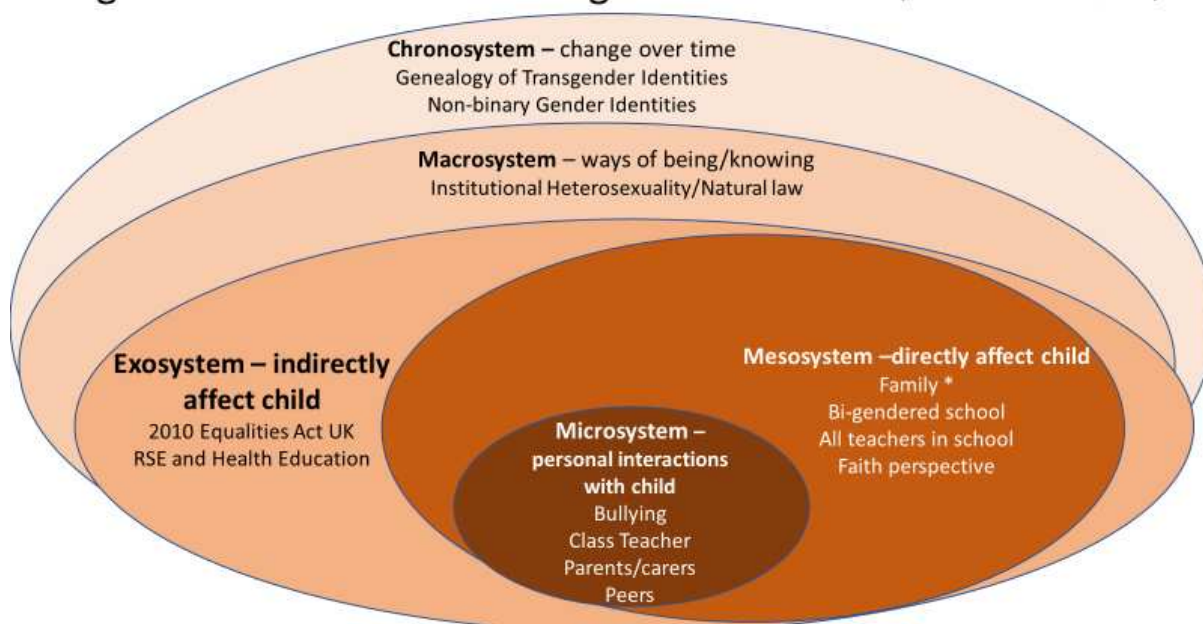 Chronosystem – change over time
Genealogy of Transgender Identities
Non-binary Gender Identities
Macrosystem – ways of being/knowing
Institutional Heterosexuality/Natural law
Exosystem – indirectly
affect child
2010 Equalities Act UK
RSE and Health Education
Mesosystem –directly affect child
Family *
Bi-gendered school
All teachers in school
Faith perspective
Microsystem –
personal interactions
with child
Bullying
Class Teacher
Parents/carers
Peers